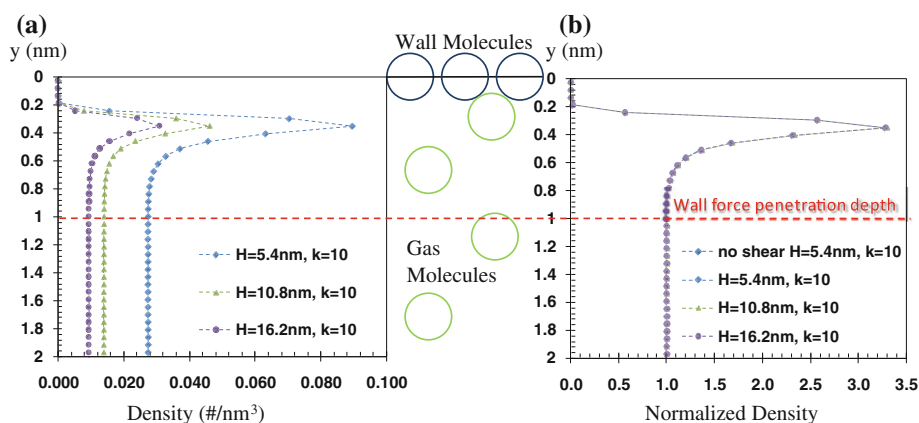 (a)
y (nm)
0
0.2
0.4
0.6
0.8
1
1.2
1.4
1.6
1.8
2
0.000 0.020 0.040 0.060 0.080 0.100
Density (#/nm³)
H=5.4nm, k=10
H=10.8nm, k=10
H=16.2nm, k=10
Wall Molecules
Gas
Molecules
(b)
y (nm)
0
0.2
0.4
0.6
0.8
1
1.2
1.4
1.6
1.8
2
0.0 0.5 1.0 1.5 2.0 2.5 3.0 3.5
Normalized Density
Wall force penetration depth
no shear H=5.4nm, k=10
H=5.4nm, k=10
H=10.8nm, k=10
H=16.2nm, k=10